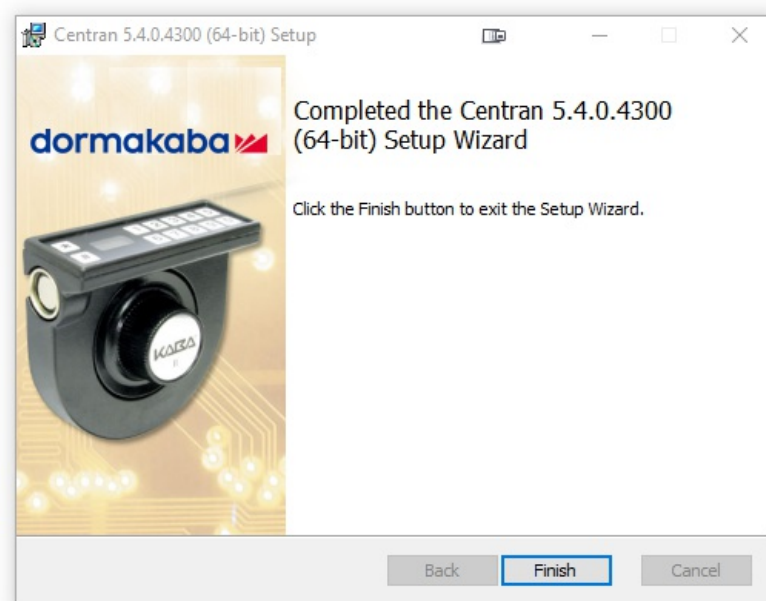 Centran 5.4.0.4300 (64-bit) Setup
dormakaba
Completed the Centran 5.4.0.4300
(64-bit) Setup Wizard
Click the Finish button to exit the Setup Wizard.
KABA
Back
Finish
Cancel